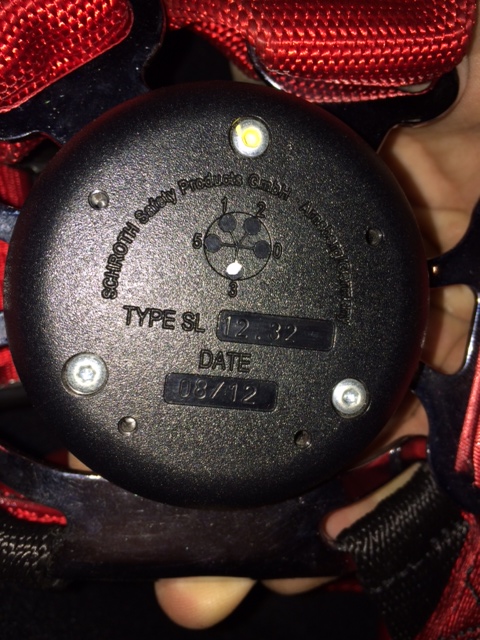 SCHROTH Safety Products GmbH
1 2
5 0
3
TYPE SL 12.32
DATE
08/12